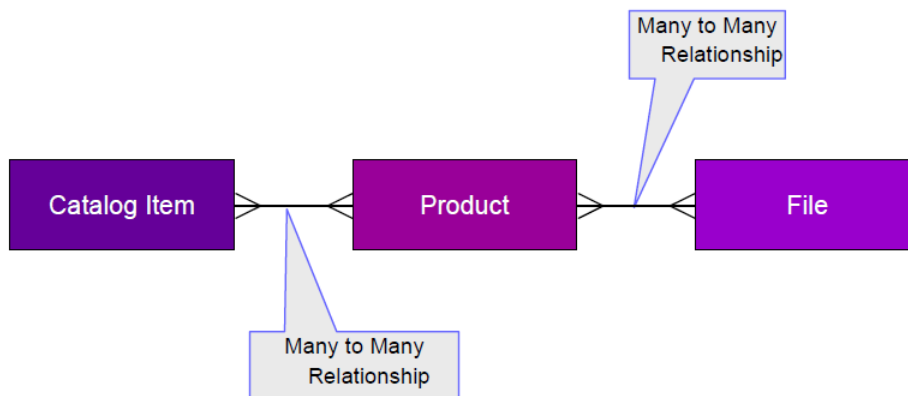 Many to Many
Relationship
Catalog Item
Product
File
Many to Many
Relationship